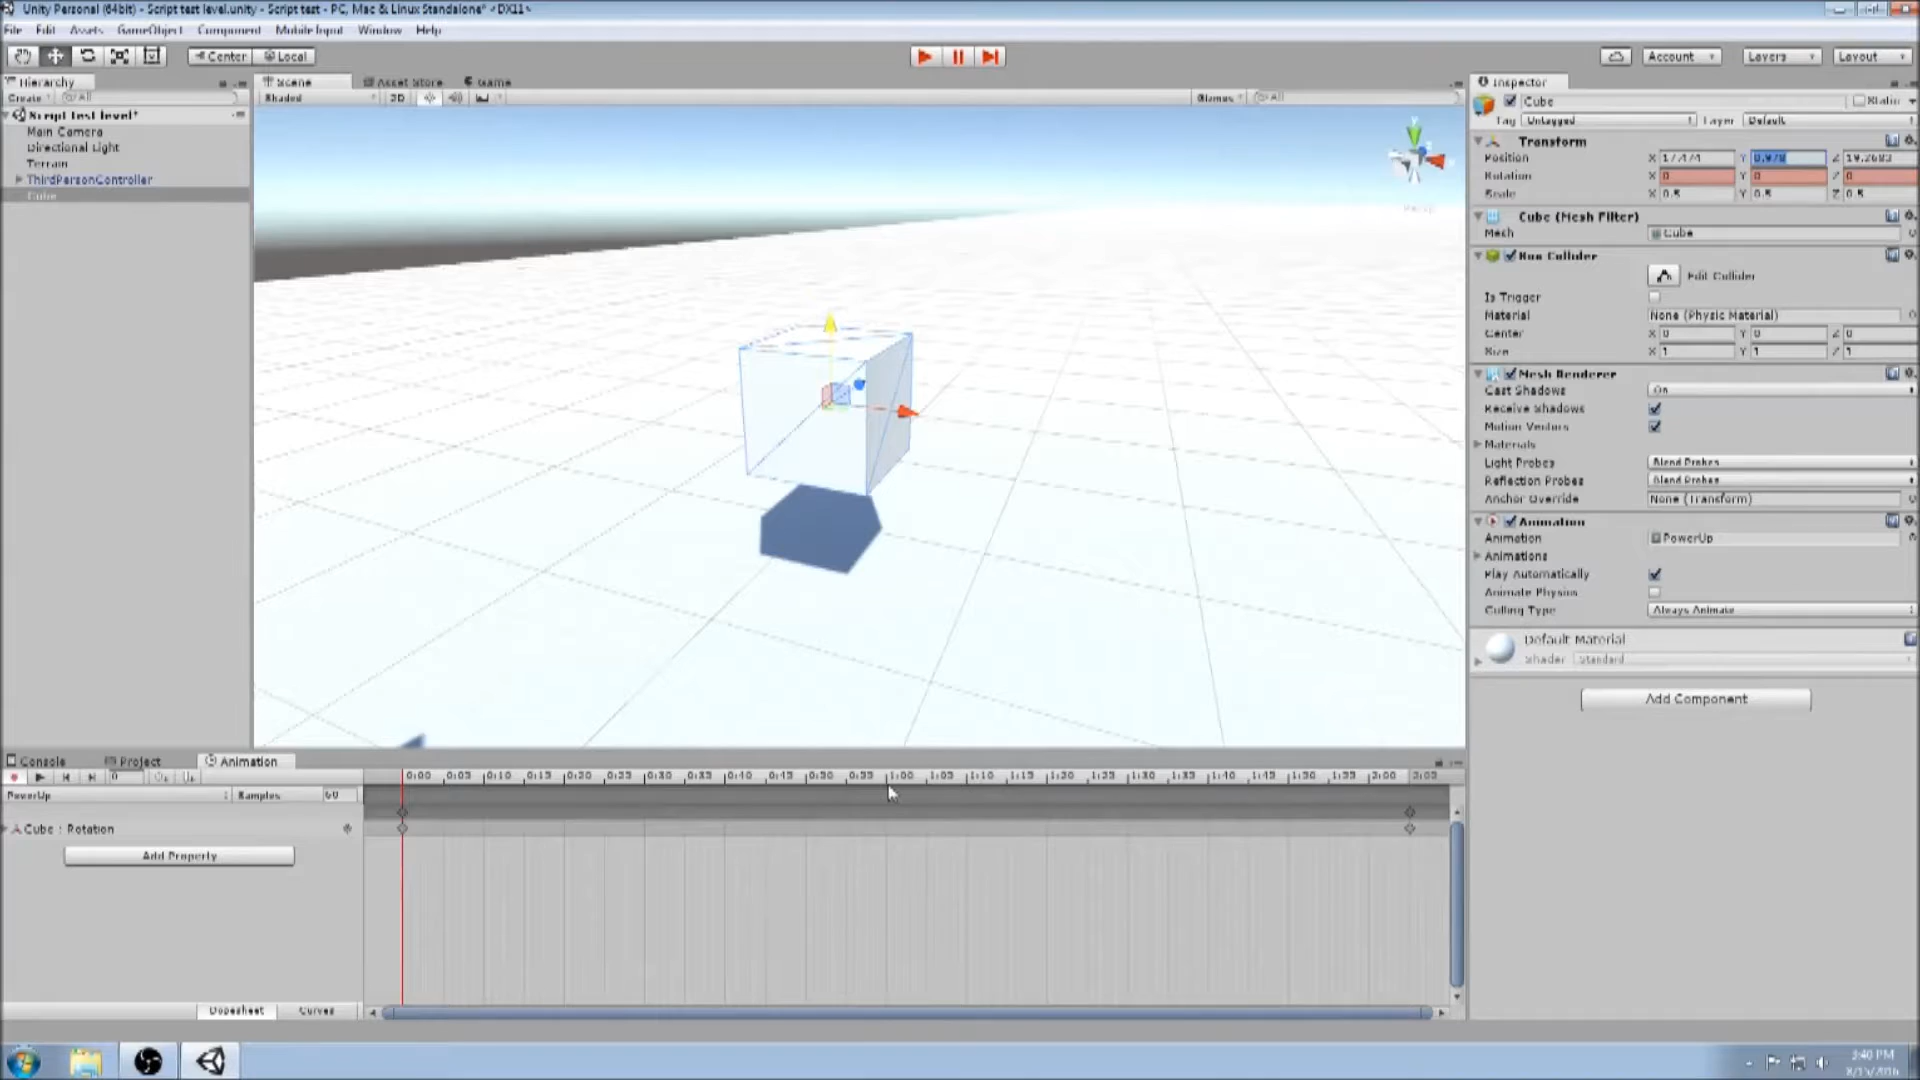 Unity Personal (64bit) - Script test level.unity - Script test - PC, Mac & Linux Standalone* <DX11>
File Edit Assets GameObject Component Mobile Input Window Help
Center Local Account Layers Layout
Hierarchy
Create All
Script test level*
Main Camera
Directional Light
Terrain
ThirdPersonController
Cube
Scene Asset Store Game
Shaded 2D Gizmos All
y
Persp
Inspector
Cube Static
Tag Untagged Layer Default
Transform
Position X 17.474 Y 0.978 Z 19.2683
Rotation X 0 Y 0 Z 0
Scale X 0.5 Y 0.5 Z 0.5
Cube (Mesh Filter)
Mesh Cube
Box Collider
Edit Collider
Is Trigger
Material None (Physic Material)
Center X 0 Y 0 Z 0
Size X 1 Y 1 Z 1
Mesh Renderer
Cast Shadows On
Receive Shadows
Motion Vectors
Materials
Light Probes Blend Probes
Reflection Probes Blend Probes
Anchor Override None (Transform)
Animation
Animation PowerUp
Animations
Play Automatically
Animate Physics
Culling Type Always Animate
Default Material
Shader Standard
Add Component
Console Project Animation
0 0:00 0:05 0:10 0:15 0:20 0:25 0:30 0:35 0:40 0:45 0:50 0:55 1:00 1:05 1:10 1:15 1:20 1:25 1:30 1:35 1:40 1:45 1:50 1:55 2:00 2:05
PowerUp Samples 60
Cube : Rotation
Add Property
Dopesheet Curves
3:40 PM
8/15/2016